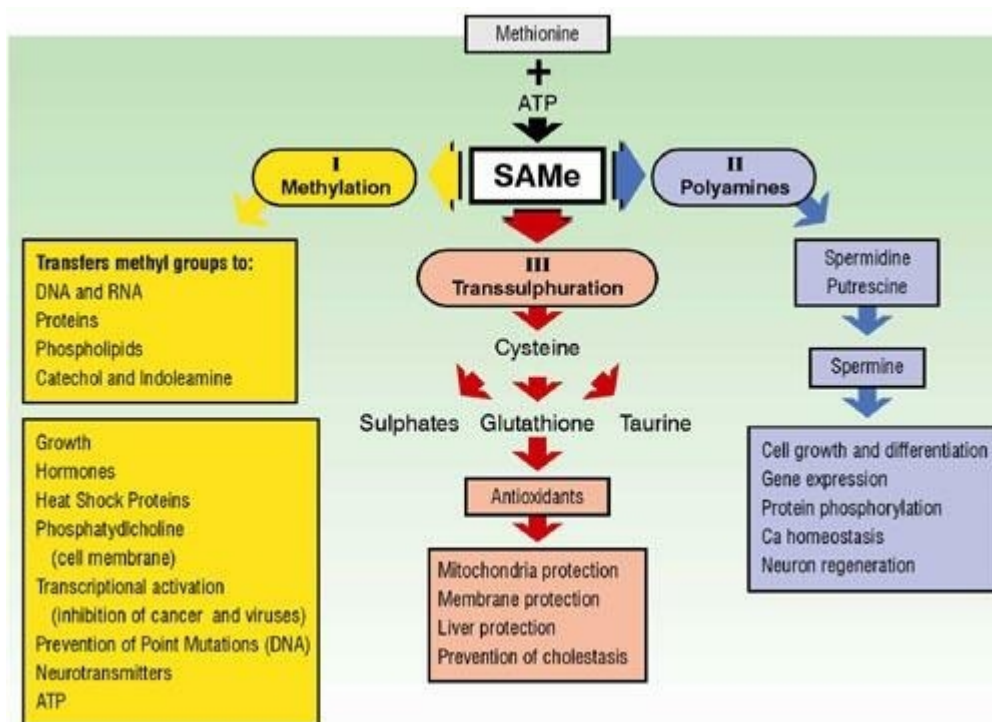 Methionine
+
ATP
SAMe
I
Methylation
II
Polyamines
III
Transsulphuration
Transfers methyl groups to:
DNA and RNA
Proteins
Phospholipids
Catechol and Indoleamine
Growth
Hormones
Heat Shock Proteins
Phosphatydlcholine
(cell membrane)
Transcriptional activation
(inhibition of cancer and viruses)
Prevention of Point Mutations (DNA)
Neurotransmitters
ATP
Cysteine
Sulphates Glutathione Taurine
Antioxidants
Mitochondria protection
Membrane protection
Liver protection
Prevention of cholestasis
Spermidine
Putrescine
Spermine
Cell growth and differentiation
Gene expression
Protein phosphorylation
Ca homeostasis
Neuron regeneration